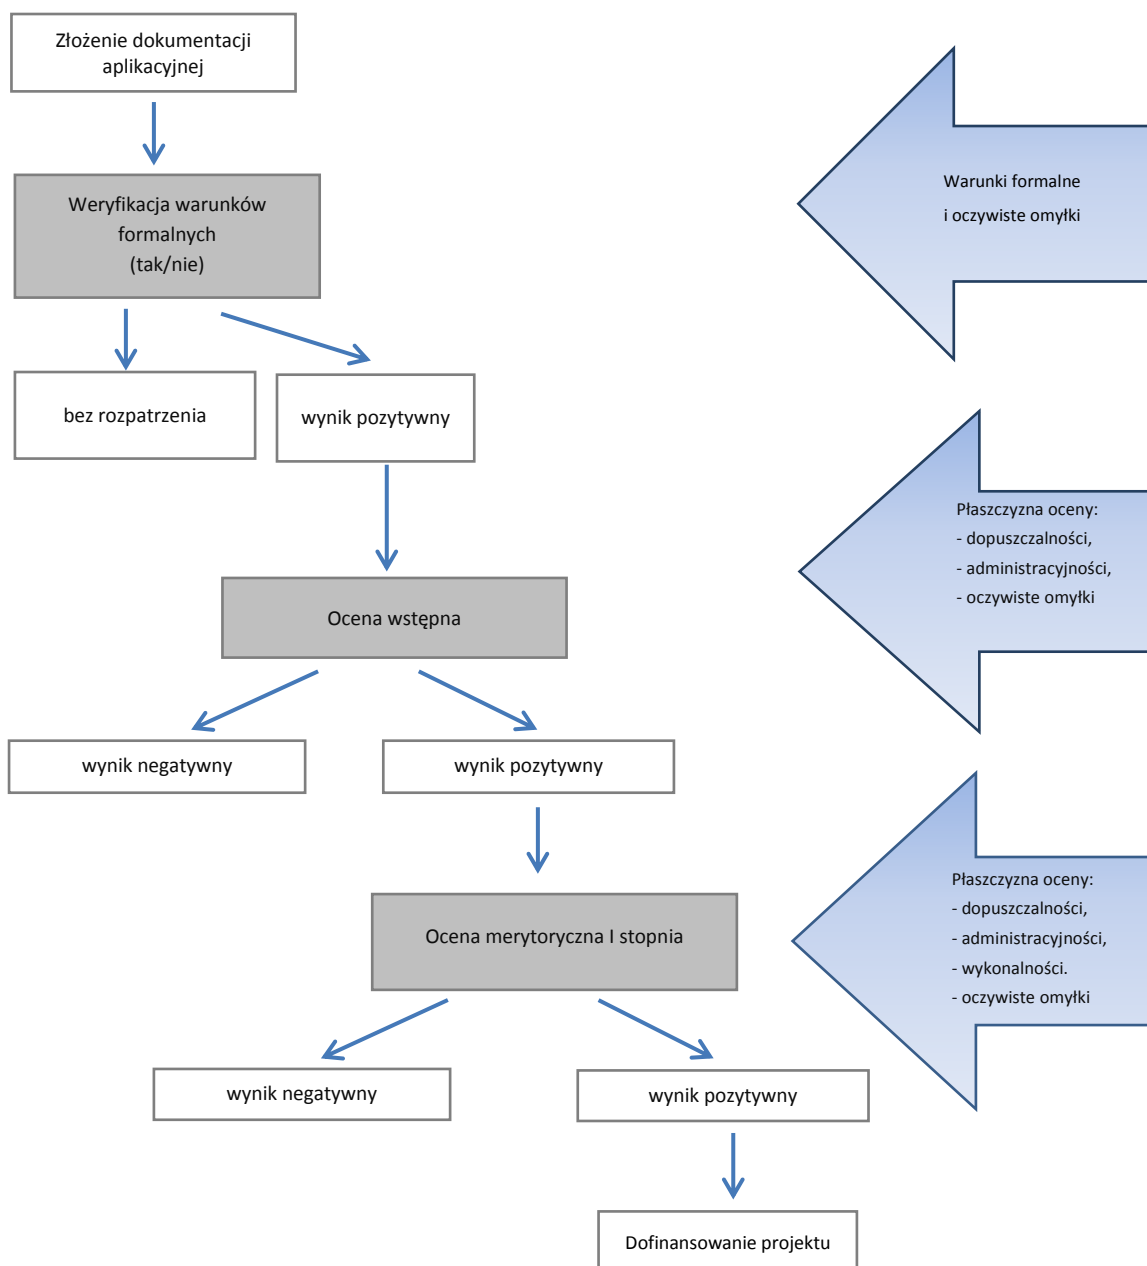 Złożenie dokumentacji
aplikacyjnej
Warunki formalne
i oczywiste omyłki
Weryfikacja warunków
formalnych
(tak/nie)
bez rozpatrzenia
wynik pozytywny
Płaszczyzna oceny:
- dopuszczalności,
- administracyjności,
- oczywiste omyłki
Ocena wstępna
wynik negatywny
wynik pozytywny
Płaszczyzna oceny:
- dopuszczalności,
- administracyjności,
- wykonalności.
- oczywiste omyłki
Ocena merytoryczna I stopnia
wynik negatywny
wynik pozytywny
Dofinansowanie projektu